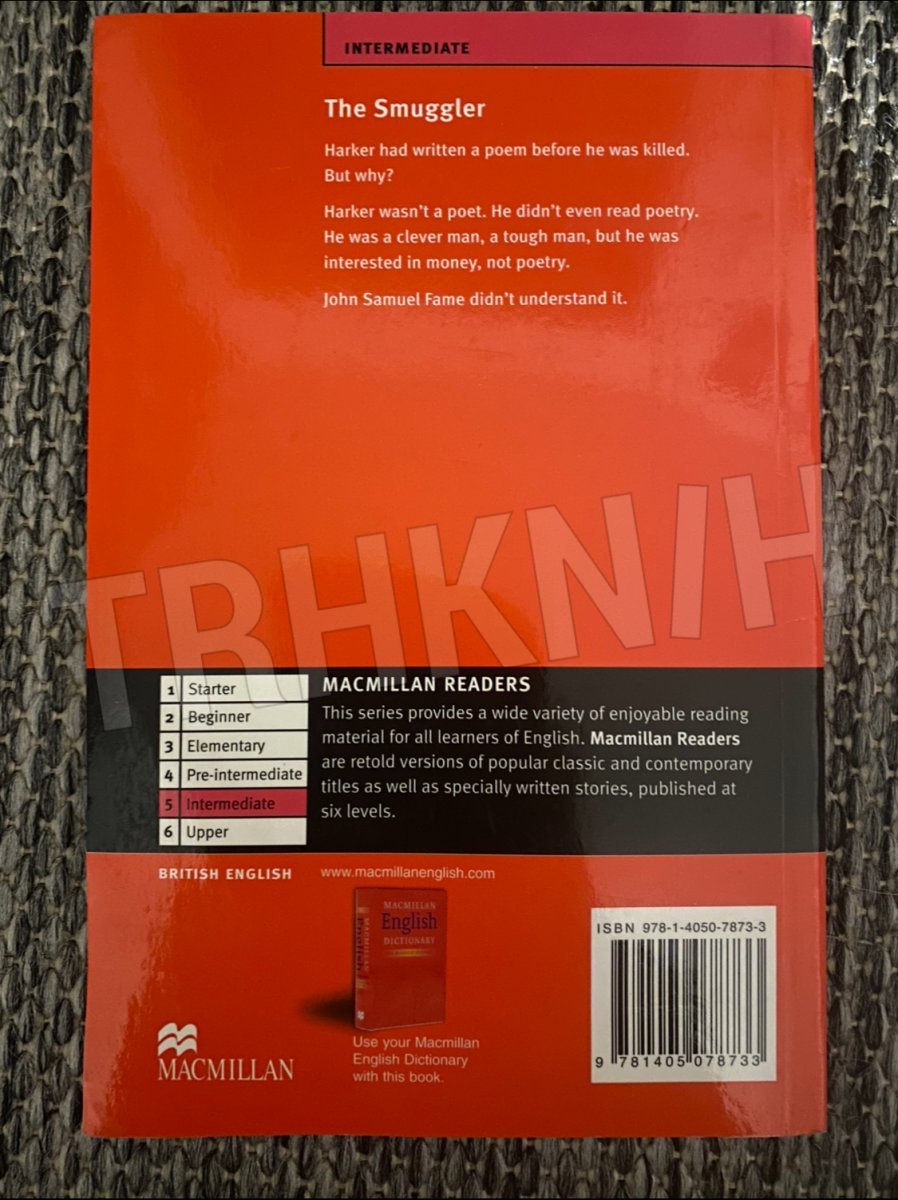 INTERMEDIATE
The Smuggler
Harker had written a poem before he was killed.
But why?
Harker wasn't a poet. He didn't even read poetry.
He was a clever man, a tough man, but he was
interested in money, not poetry.
John Samuel Fame didn't understand it.
TRHKNIH
1 Starter
2 Beginner
3 Elementary
4 Pre-intermediate
5 Intermediate
6 Upper
MACMILLAN READERS
This series provides a wide variety of enjoyable reading
material for all learners of English. Macmillan Readers
are retold versions of popular classic and contemporary
titles as well as specially written stories, published at
six levels.
BRITISH ENGLISH
www.macmillanenglish.com
MACMILLAN
English
DICTIONARY
Use your Macmillan
English Dictionary
with this book.
MACMILLAN
ISBN 978-1-4050-7873-3
9 781405 078733